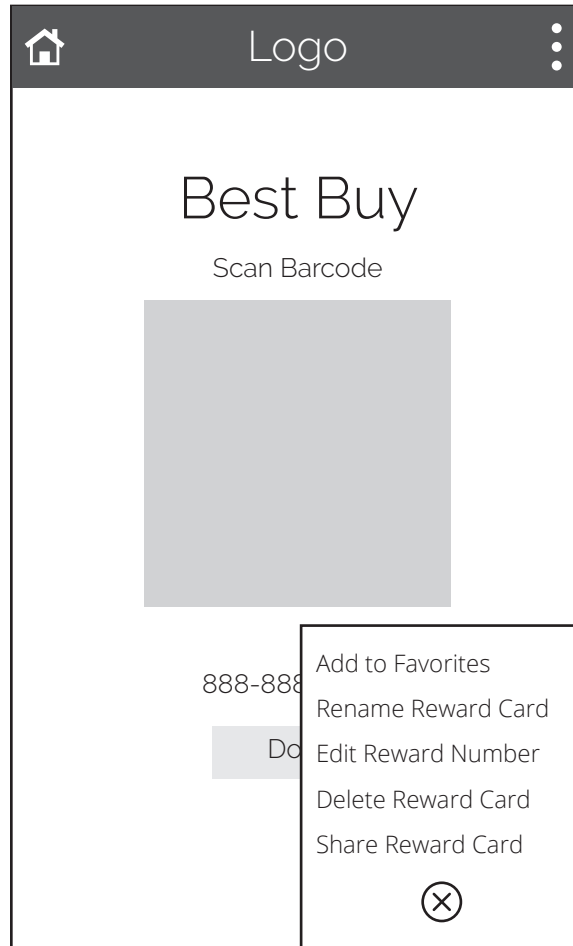 Logo
Best Buy
Scan Barcode
888-888
Do
Add to Favorites
Rename Reward Card
Edit Reward Number
Delete Reward Card
Share Reward Card